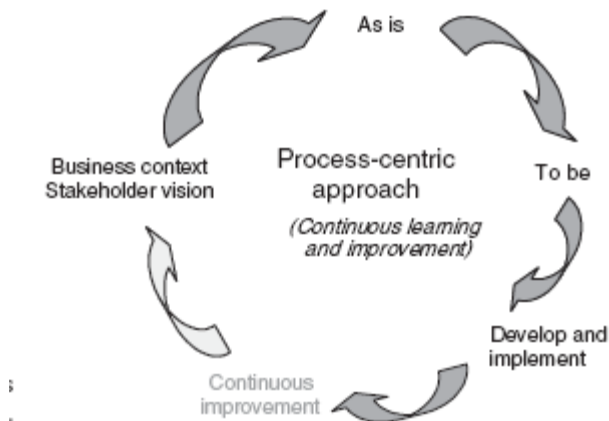 As is
Business context
Stakeholder vision
Process-centric
approach
(Continuous learning
and improvement)
To be
Develop and
implement
Continuous
improvement
s